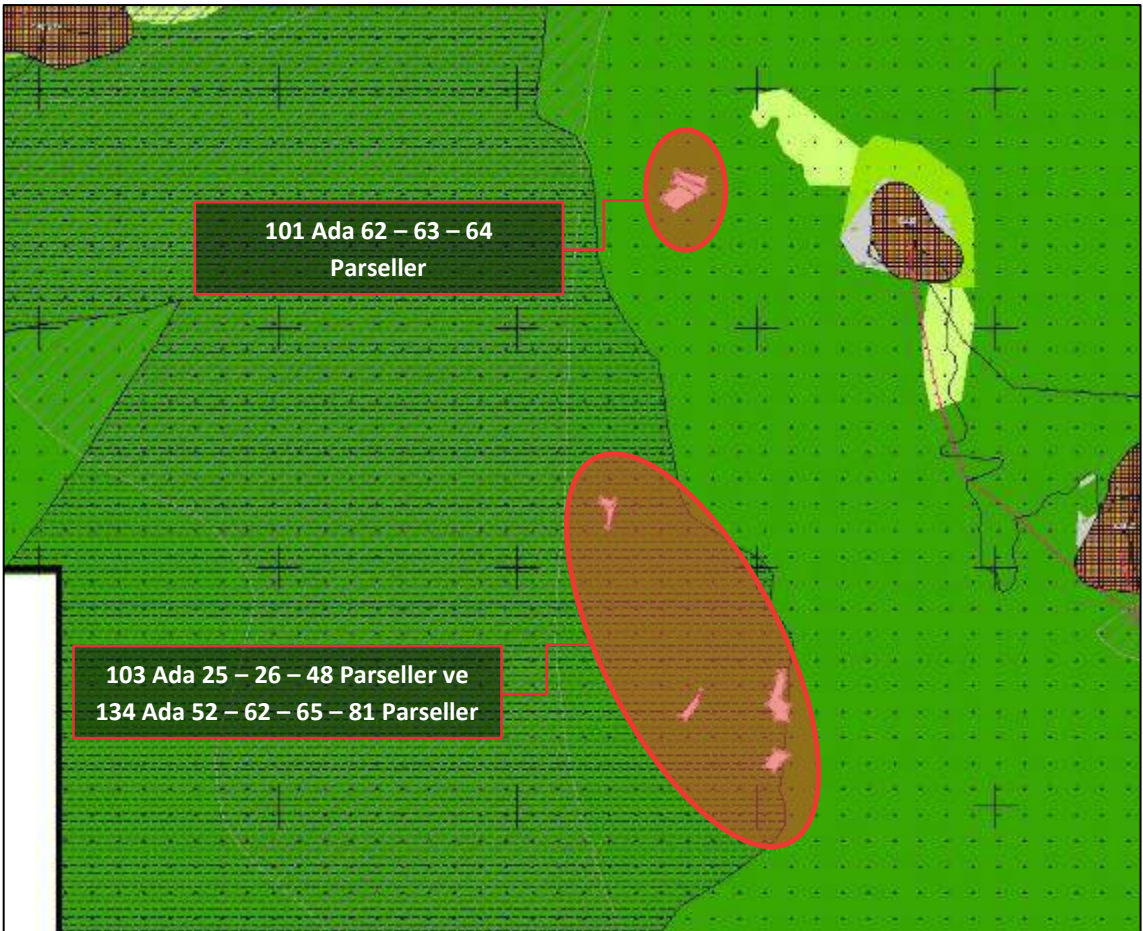 101 Ada 62 – 63 – 64
Parseller
103 Ada 25 – 26 – 48 Parseller ve
134 Ada 52 – 62 – 65 – 81 Parseller